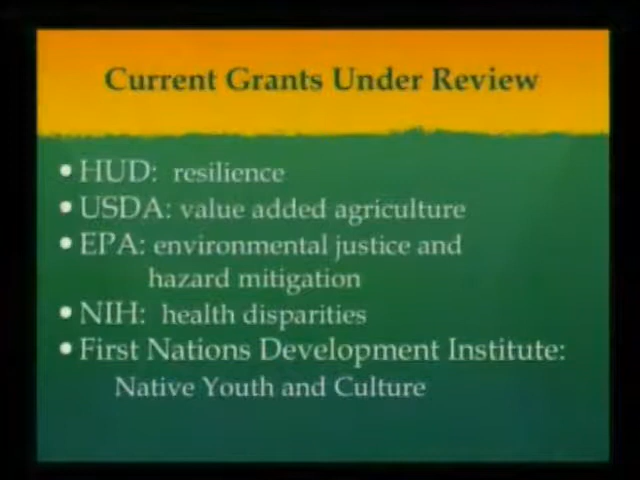 Current Grants Under Review
• HUD: resilience
• USDA: value added agriculture
• EPA: environmental justice and
hazard mitigation
• NIH: health disparities
• First Nations Development Institute:
Native Youth and Culture